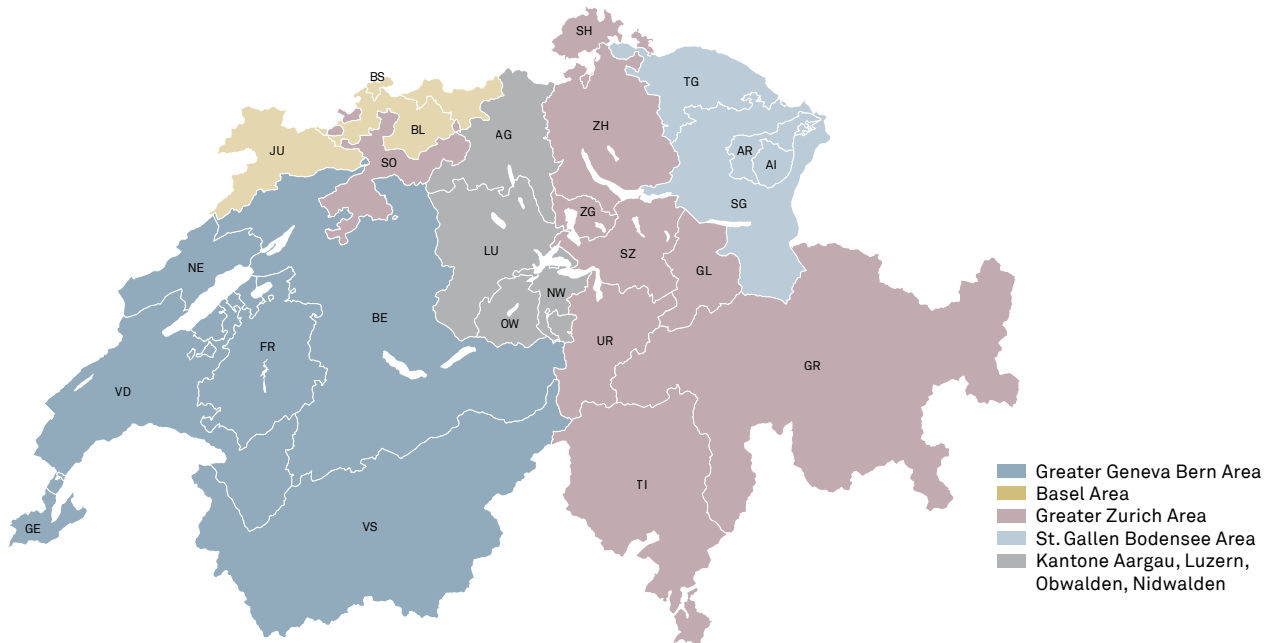 SH
BS
TG
ZH
AG
BL
JU
SO
AR
AI
SG
ZG
LU
SZ
GL
NE
NW
BE
OW
UR
FR
GR
VD
TI
VS
GE
Greater Geneva Bern Area
Basel Area
Greater Zurich Area
St. Gallen Bodensee Area
Kantone Aargau, Luzern,
Obwalden, Nidwalden